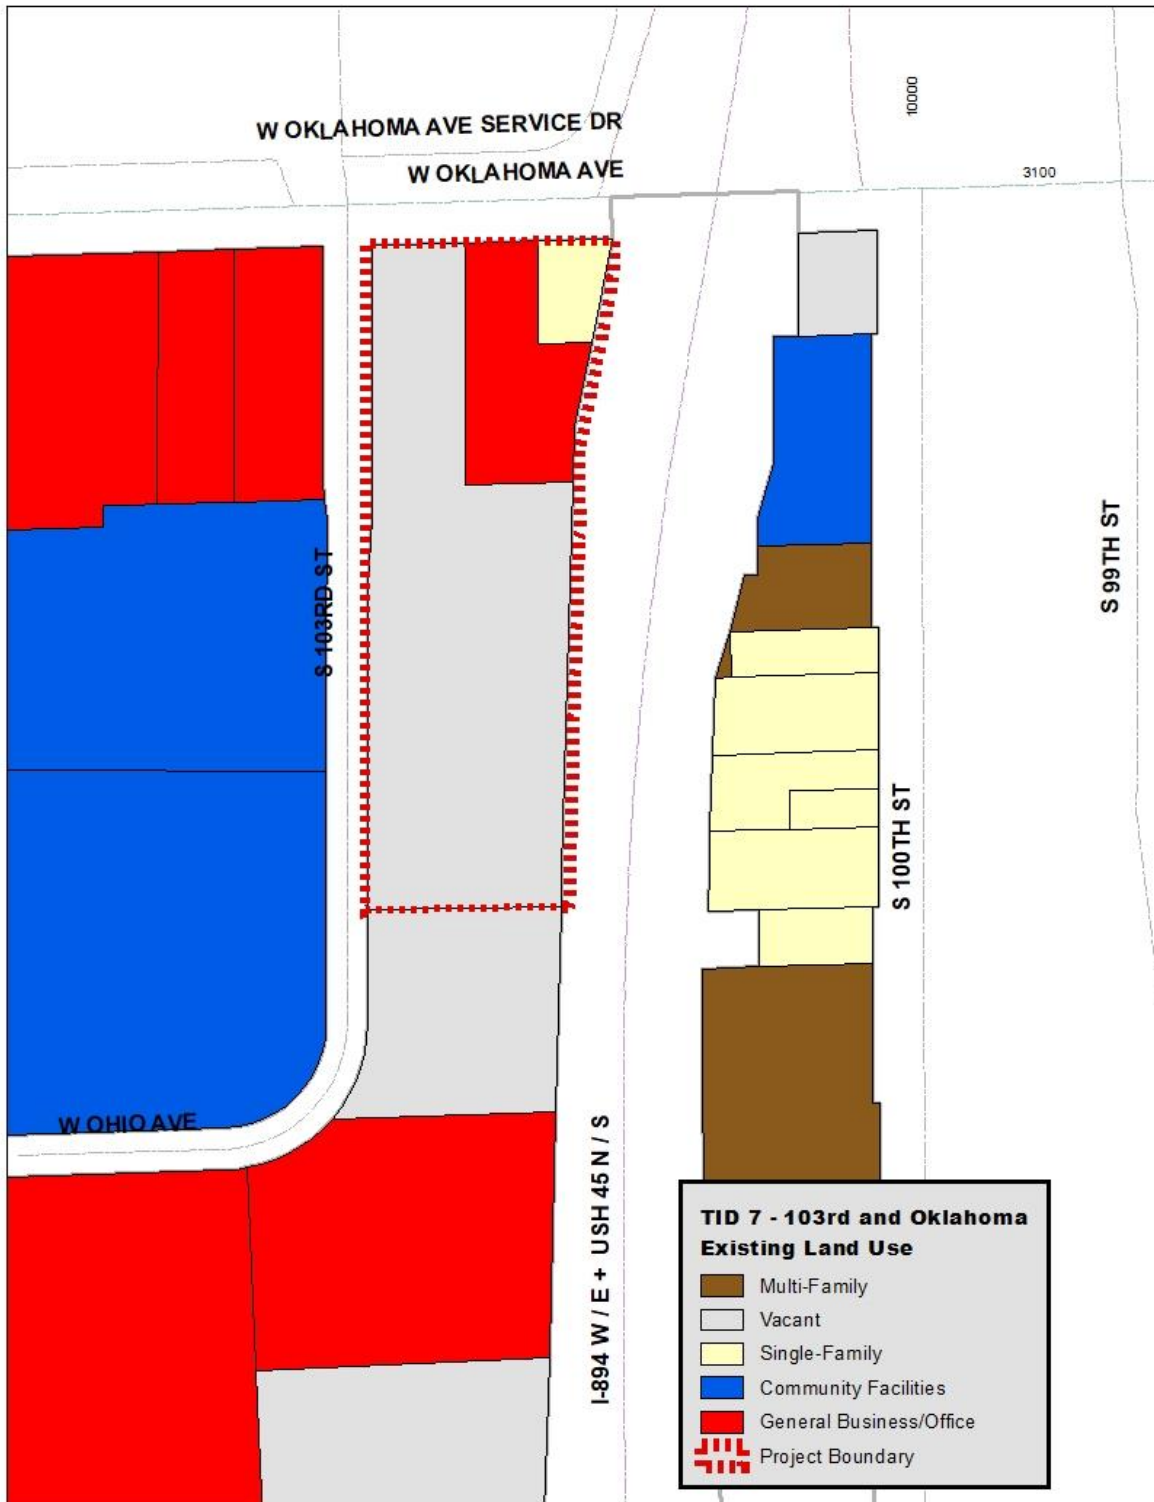 10000
W OKLAHOMA AVE SERVICE DR
W OKLAHOMA AVE
3100
S 103RD ST
S 99TH ST
S 100TH ST
W OHIO AVE
I-894 W / E + USH 45 N / S
TID 7 - 103rd and Oklahoma
Existing Land Use
Multi-Family
Vacant
Single-Family
Community Facilities
General Business/Office
Project Boundary